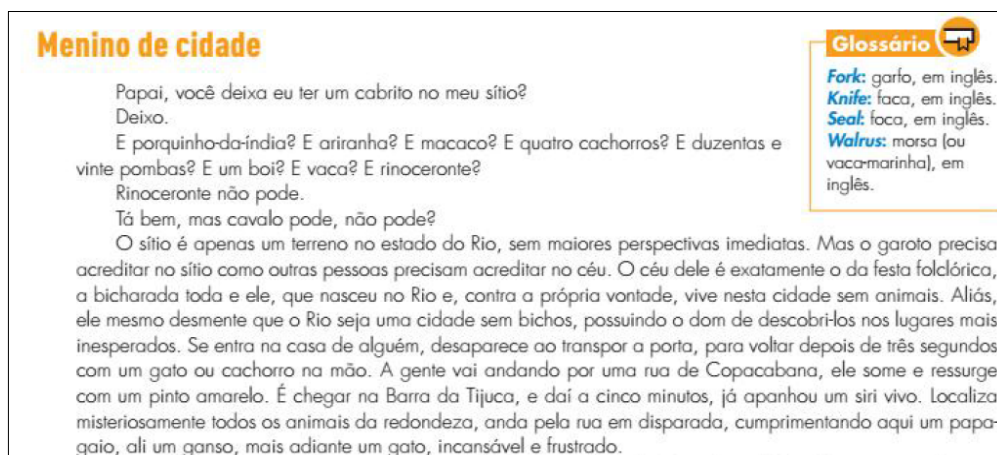 Menino de cidade
Papai, você deixa eu ter um cabrito no meu sítio?
Deixo.
E porquinho-da-índia? E ariranha? E macaco? E quatro cachorros? E duzentas e
vinte pombas? E um boi? E vaca? E rinoceronte?
Rinoceronte não pode.
Tá bem, mas cavalo pode, não pode?
O sítio é apenas um terreno no estado do Rio, sem maiores perspectivas imediatas. Mas o garoto precisa
acreditar no sítio como outras pessoas precisam acreditar no céu. O céu dele é exatamente o da festa folclórica,
a bicharada toda e ele, que nasceu no Rio e, contra a própria vontade, vive nesta cidade sem animais. Aliás,
ele mesmo desmente que o Rio seja uma cidade sem bichos, possuindo o dom de descobri-los nos lugares mais
inesperados. Se entra na casa de alguém, desaparece ao transpor a porta, para voltar depois de três segundos
com um gato ou cachorro na mão. A gente vai andando por uma rua de Copacabana, ele some e ressurge
com um pinto amarelo. É chegar na Barra da Tijuca, e daí a cinco minutos, já apanhou um siri vivo. Localiza
misteriosamente todos os animais da redondeza, anda pela rua em disparada, cumprimentando aqui um papa-
gaio, ali um ganso, mais adiante um gato, incansável e frustrado.
Glossário
Fork: garfo, em inglês.
Knife: faca, em inglês.
Seal: foca, em inglês.
Walrus: morsa (ou
vaca-marinha), em
inglês.